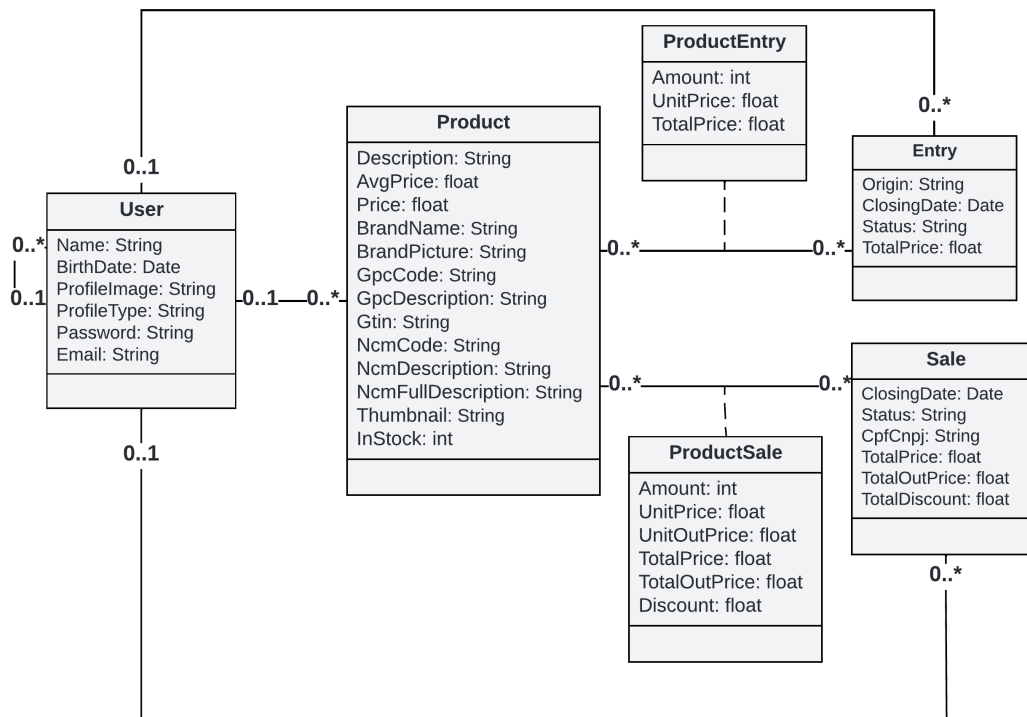 ProductEntry
Amount: int
UnitPrice: float
TotalPrice: float
0..*
Entry
Origin: String
ClosingDate: Date
Status: String
TotalPrice: float
0..1
User
Name: String
BirthDate: Date
ProfileImage: String
ProfileType: String
Password: String
Email: String
0..*
0..1
0..1
0..*
0..1
Product
Description: String
AvgPrice: float
Price: float
BrandName: String
BrandPicture: String
GpcCode: String
GpcDescription: String
Gtin: String
NcmCode: String
NcmDescription: String
NcmFullDescription: String
Thumbnail: String
InStock: int
0..*
0..*
0..*
0..*
Sale
ClosingDate: Date
Status: String
CpfCnpj: String
TotalPrice: float
TotalOutPrice: float
TotalDiscount: float
0..*
ProductSale
Amount: int
UnitPrice: float
UnitOutPrice: float
TotalPrice: float
TotalOutPrice: float
Discount: float